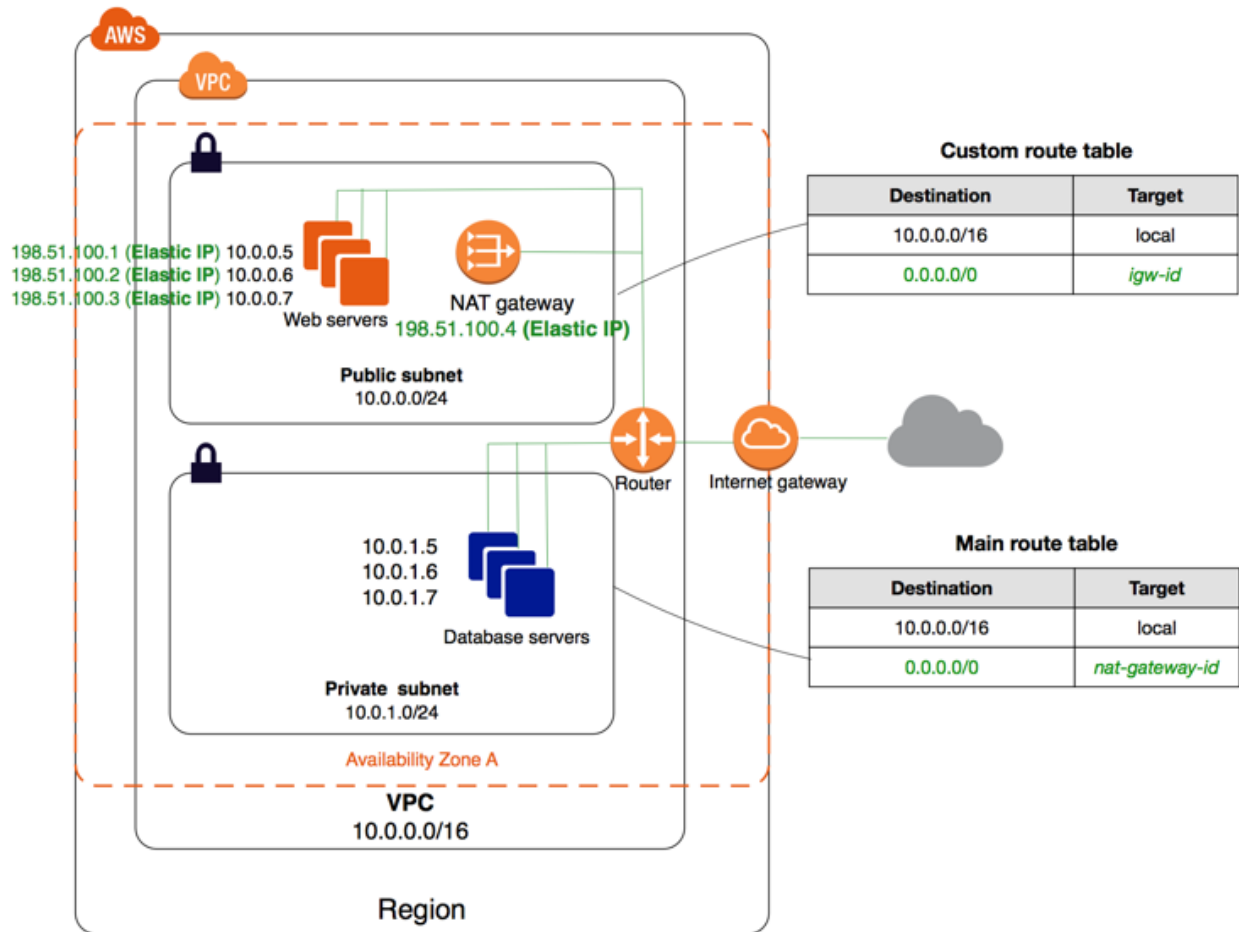 AWS
VPC
Custom route table
Destination Target
10.0.0.0/16 local
0.0.0.0/0 igw-id
198.51.100.1 (Elastic IP) 10.0.0.5
198.51.100.2 (Elastic IP) 10.0.0.6
198.51.100.3 (Elastic IP) 10.0.0.7
Web servers
NAT gateway
198.51.100.4 (Elastic IP)
Public subnet
10.0.0.0/24
Router
Internet gateway
10.0.1.5
10.0.1.6
10.0.1.7
Database servers
Private subnet
10.0.1.0/24
Main route table
Destination Target
10.0.0.0/16 local
0.0.0.0/0 nat-gateway-id
Availability Zone A
VPC
10.0.0.0/16
Region